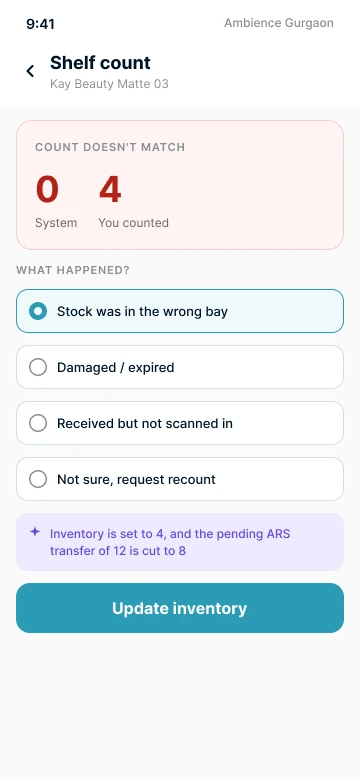 9:41
Ambience Gurgaon
Shelf count
Kay Beauty Matte 03
COUNT DOESN'T MATCH
0 4
System You counted
WHAT HAPPENED?
Stock was in the wrong bay
Damaged / expired
Received but not scanned in
Not sure, request recount
Inventory is set to 4, and the pending ARS
transfer of 12 is cut to 8
Update inventory